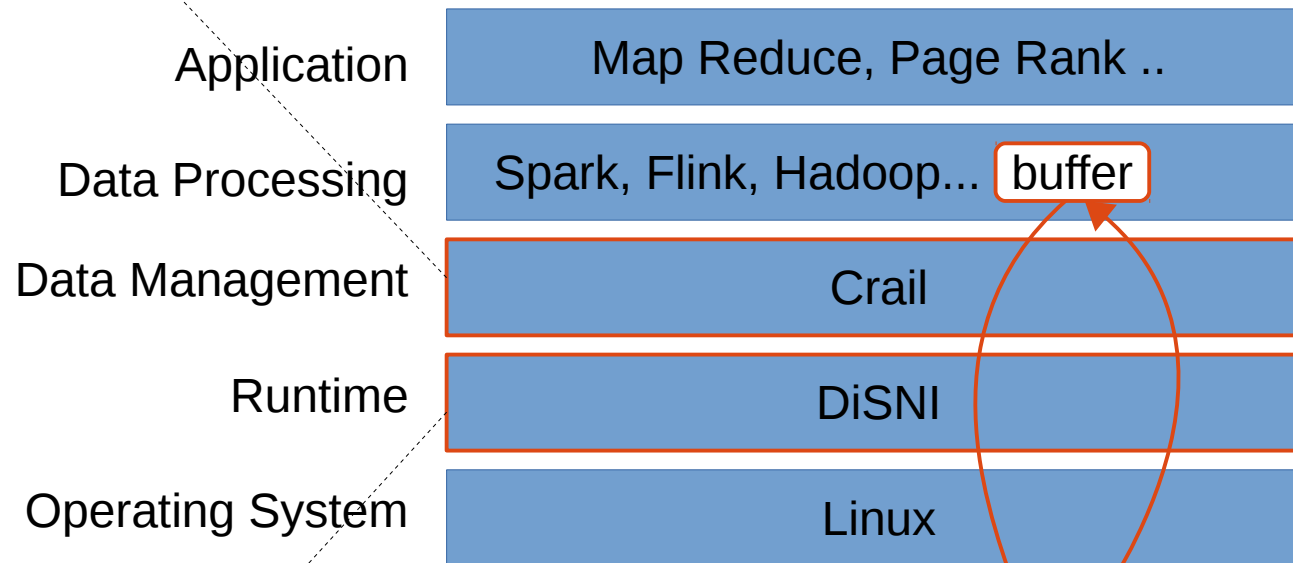 Application
Map Reduce, Page Rank ..
Data Processing
Spark, Flink, Hadoop... buffer
Data Management
Crail
Runtime
DiSNI
Operating System
Linux